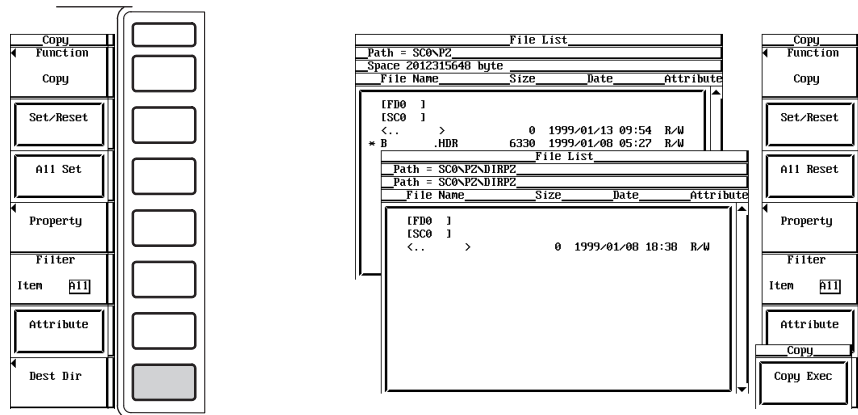 Copy
Function
Copy
Set/Reset
All Set
Property
Filter
Item All
Attribute
Dest Dir
File List
Path = SC0\PZ
Space 2012315648 byte
File Name Size Date Attribute
[FD0 ]
[SC0 ]
<.. > 0 1999/01/13 09:54 R/W
* B .HDR 6330 1999/01/08 05:27 R/W
File List
Path = SC0\PZ\DIRPZ
Path = SC0\PZ\DIRPZ
File Name Size Date Attribute
[FD0 ]
[SC0 ]
<.. > 0 1999/01/08 18:38 R/W
Copy
Function
Copy
Set/Reset
All Reset
Property
Filter
Item All
Attribute
Copy
Copy Exec